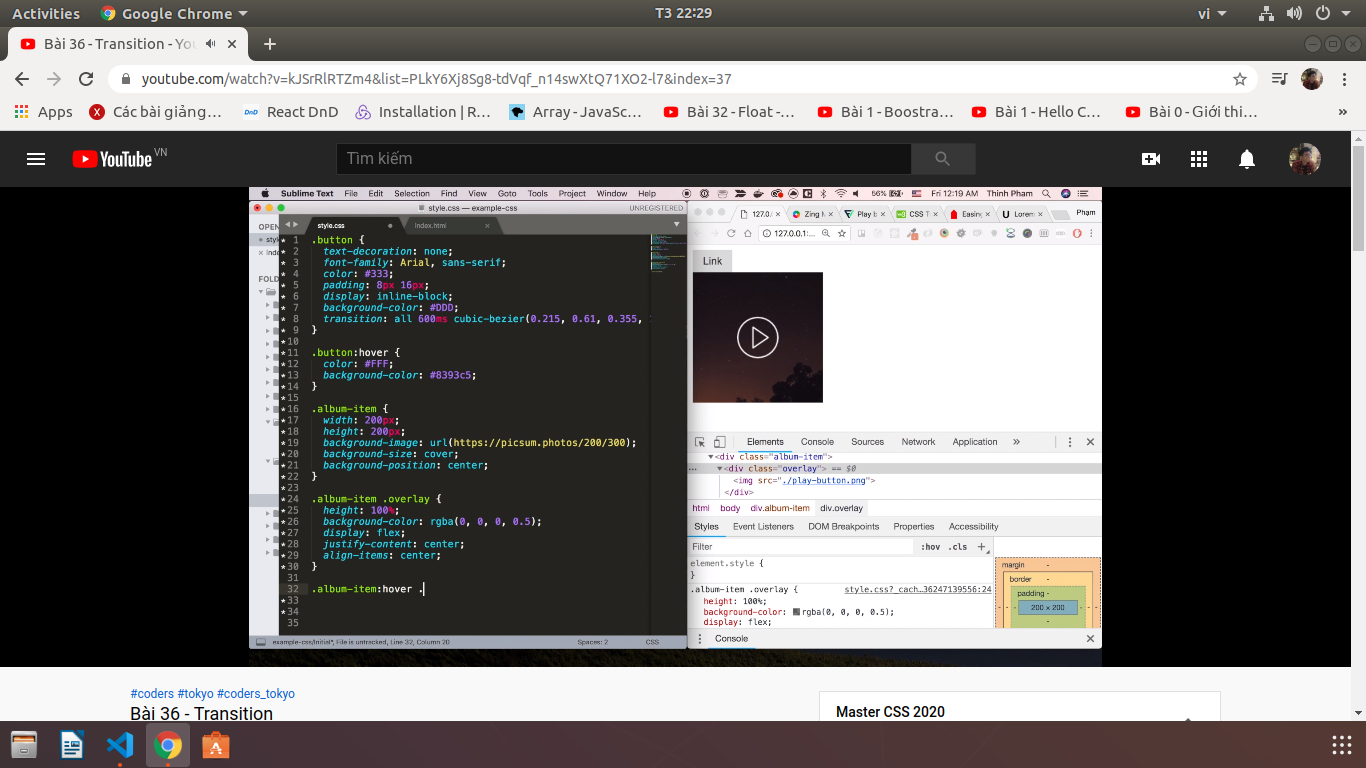 Activities Google Chrome T3 22:29 vi
Bài 36 - Transition - You
youtube.com/watch?v=kJSrRlRTZm4&list=PLkY6Xj8Sg8-tdVqf_n14swXtQ71XO2-l7&index=37
Apps Các bài giảng… React DnD Installation | R… Array - JavaSc… Bài 32 - Float -… Bài 1 - Boostra… Bài 1 - Hello C… Bài 0 - Giới thi… »
YouTube VN Tìm kiếm
Sublime Text File Edit Selection Find View Goto Tools Project Window Help 56% Fri 12:19 AM Thinh Pham
style.css — example-css UNREGISTERED
127.0. Zing M Play b CSS T Easing Lorem Phạm
OPEN style.css index.html
style
inde
127.0.0.1:…
FOLD
1 .button {
2 text-decoration: none;
3 font-family: Arial, sans-serif;
4 color: #333;
5 padding: 8px 16px;
6 display: inline-block;
7 background-color: #DDD;
8 transition: all 600ms cubic-bezier(0.215, 0.61, 0.355,
9 }
10
11 .button:hover {
12 color: #FFF;
13 background-color: #8393c5;
14 }
15
16 .album-item {
17 width: 200px;
18 height: 200px;
19 background-image: url(https://picsum.photos/200/300);
20 background-size: cover;
21 background-position: center;
22 }
23
24 .album-item .overlay {
25 height: 100%;
26 background-color: rgba(0, 0, 0, 0.5);
27 display: flex;
28 justify-content: center;
29 align-items: center;
30 }
31
32 .album-item:hover .
33
34
35
example-css/initial*, File is untracked, Line 32, Column 20 Spaces: 2 CSS
Link
Elements Console Sources Network Application »
<div class="album-item">
… <div class="overlay"> == $0
<img src="./play-button.png">
</div>
html body div.album-item div.overlay
Styles Event Listeners DOM Breakpoints Properties Accessibility
Filter :hov .cls +
element.style {
}
.album-item .overlay { style.css?_cach…36247139556:24
height: 100%;
background-color: rgba(0, 0, 0, 0.5);
display: flex;
margin -
border -
padding -
200 × 200
Console
#coders #tokyo #coders_tokyo
Bài 36 - Transition
Master CSS 2020